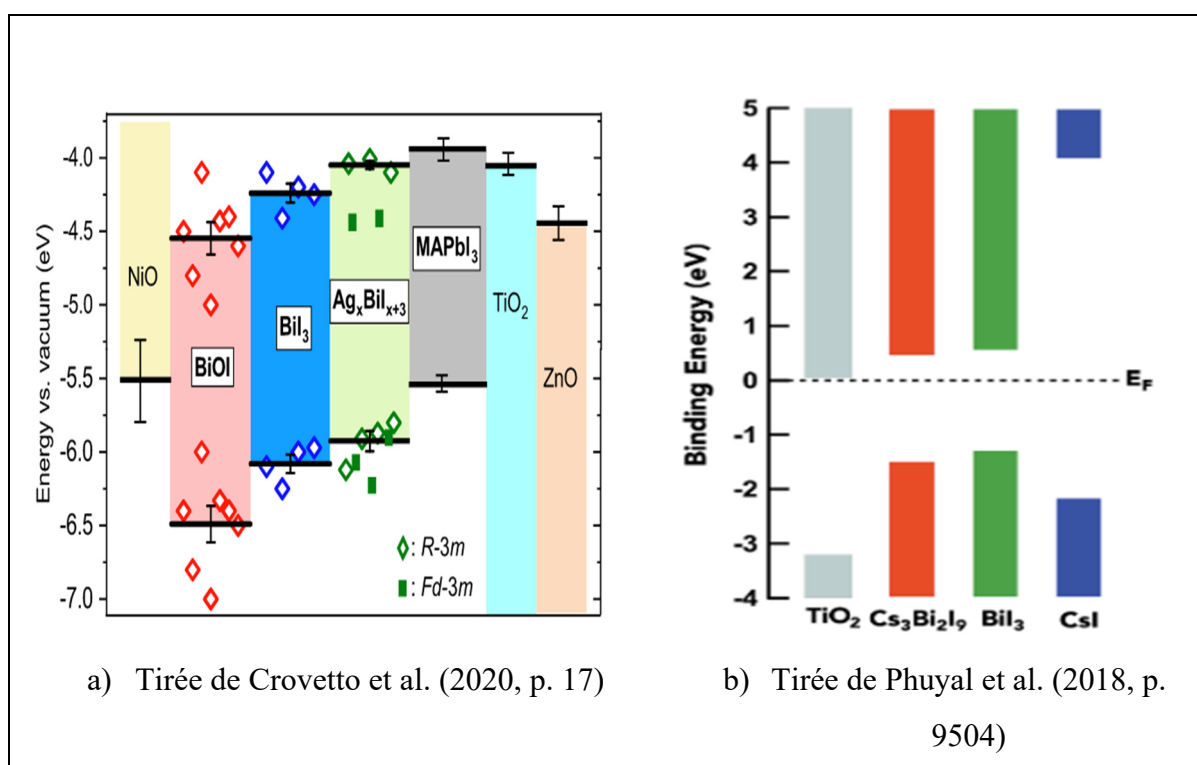 Energy vs. vacuum (eV)
-4.0
-4.5
-5.0
-5.5
-6.0
-6.5
-7.0
NiO
BiOI
BiI₃
AgₓBiIₓ₊₃
MAPbI₃
TiO₂
ZnO
: R-3m
: Fd-3m
Binding Energy (eV)
5
4
3
2
1
0
-1
-2
-3
-4
E_F
TiO₂ Cs₃Bi₂I₉ BiI₃ CsI
a) Tirée de Crovetto et al. (2020, p. 17)
b) Tirée de Phuyal et al. (2018, p.
9504)